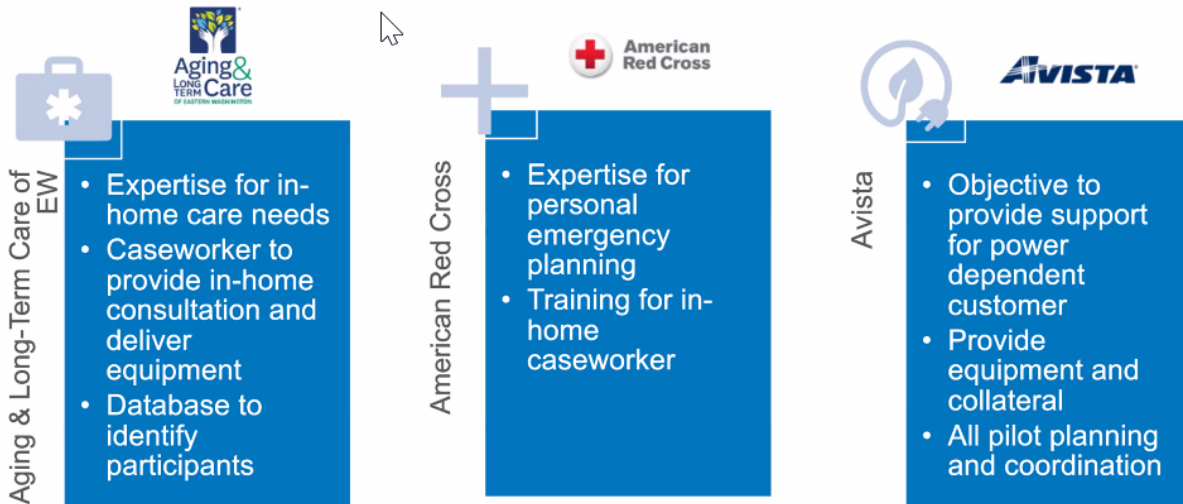 Aging&
LONG
TERM Care
OF EASTERN WASHINGTON
Aging & Long-Term Care of
EW
• Expertise for in-
home care needs
• Caseworker to
provide in-home
consultation and
deliver
equipment
• Database to
identify
participants
American
Red Cross
American Red Cross
• Expertise for
personal
emergency
planning
• Training for in-
home
caseworker
AVISTA
Avista
• Objective to
provide support
for power
dependent
customer
• Provide
equipment and
collateral
• All pilot planning
and coordination